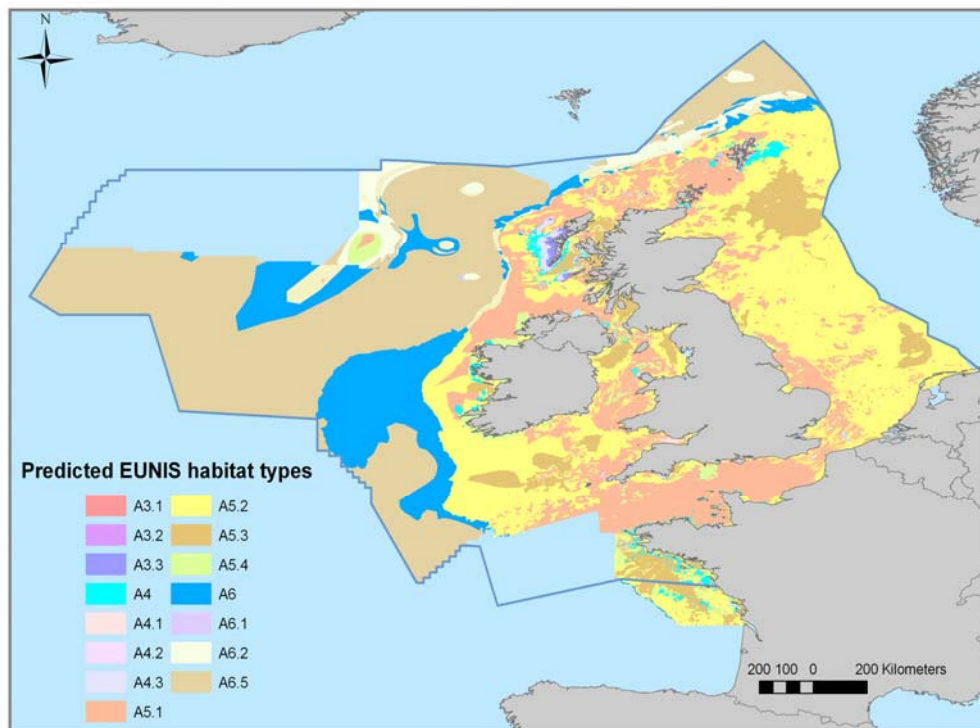 N
Predicted EUNIS habitat types
A3.1 A5.2
A3.2 A5.3
A3.3 A5.4
A4 A6
A4.1 A6.1
A4.2 A6.2
A4.3 A6.5
A5.1
200 100 0 200 Kilometers